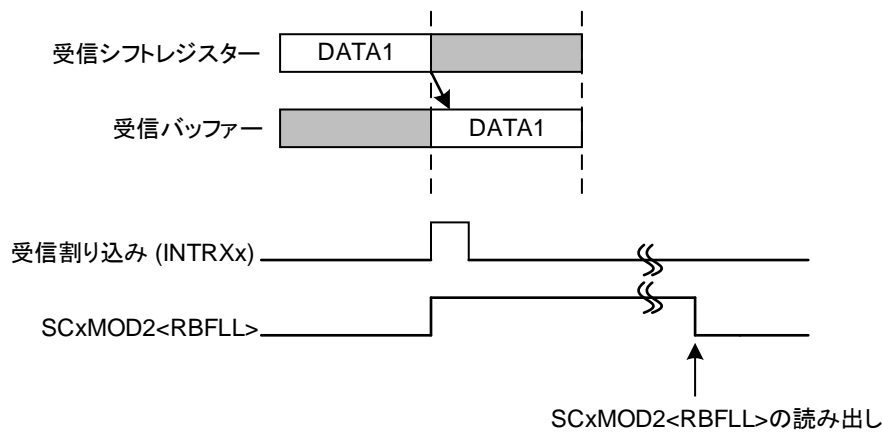 受信シフトレジスター
DATA1
受信バッファー
DATA1
受信割り込み (INTRXx)
SCxMOD2<RBFLL>
SCxMOD2<RBFLL>の読み出し